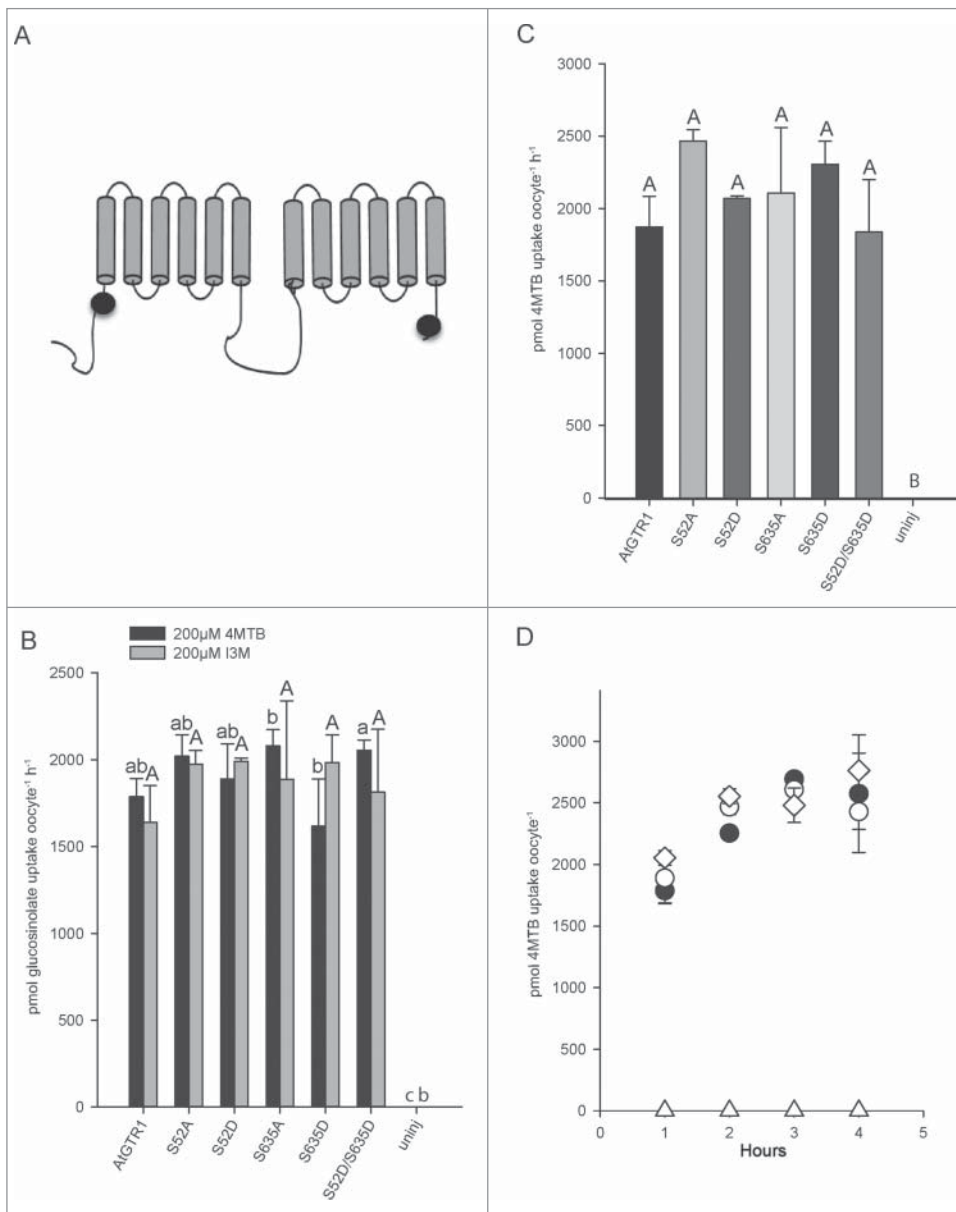 A
C
3000
2500
2000
1500
1000
500
0
pmol 4MTB uptake oocyte⁻¹ h⁻¹
A A A A A A B
AtGTR1 S52A S52D S635A S635D S52D/S635D uninj
B
200µM 4MTB
200µM I3M
2500
2000
1500
1000
500
0
pmol glucosinolate uptake oocyte⁻¹ h⁻¹
ab A ab A ab A b A b A a A c b
AtGTR1 S52A S52D S635A S635D S52D/S635D uninj
D
3000
2500
2000
1500
1000
500
0
pmol 4MTB uptake oocyte⁻¹
0 1 2 3 4 5
Hours